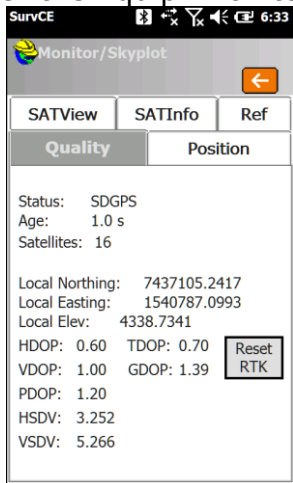 SurvCE 6:33
Monitor/Skyplot
SATView SATInfo Ref
Quality Position
Status: SDGPS
Age: 1.0 s
Satellites: 16
Local Northing: 7437105.2417
Local Easting: 1540787.0993
Local Elev: 4338.7341
HDOP: 0.60 TDOP: 0.70 Reset
VDOP: 1.00 GDOP: 1.39 RTK
PDOP: 1.20
HSDV: 3.252
VSDV: 5.266